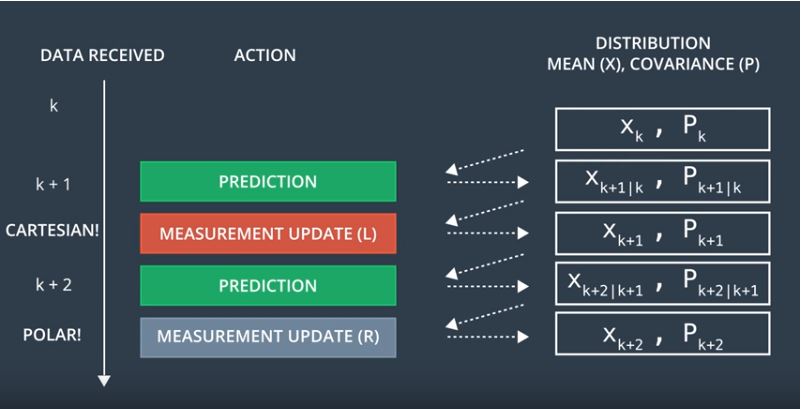 DATA RECEIVED
ACTION
DISTRIBUTION
MEAN (X), COVARIANCE (P)
k
x_k , P_k
k + 1
PREDICTION
x_{k+1|k} , P_{k+1|k}
CARTESIAN!
MEASUREMENT UPDATE (L)
x_{k+1} , P_{k+1}
k + 2
PREDICTION
x_{k+2|k+1} , P_{k+2|k+1}
POLAR!
MEASUREMENT UPDATE (R)
x_{k+2} , P_{k+2}